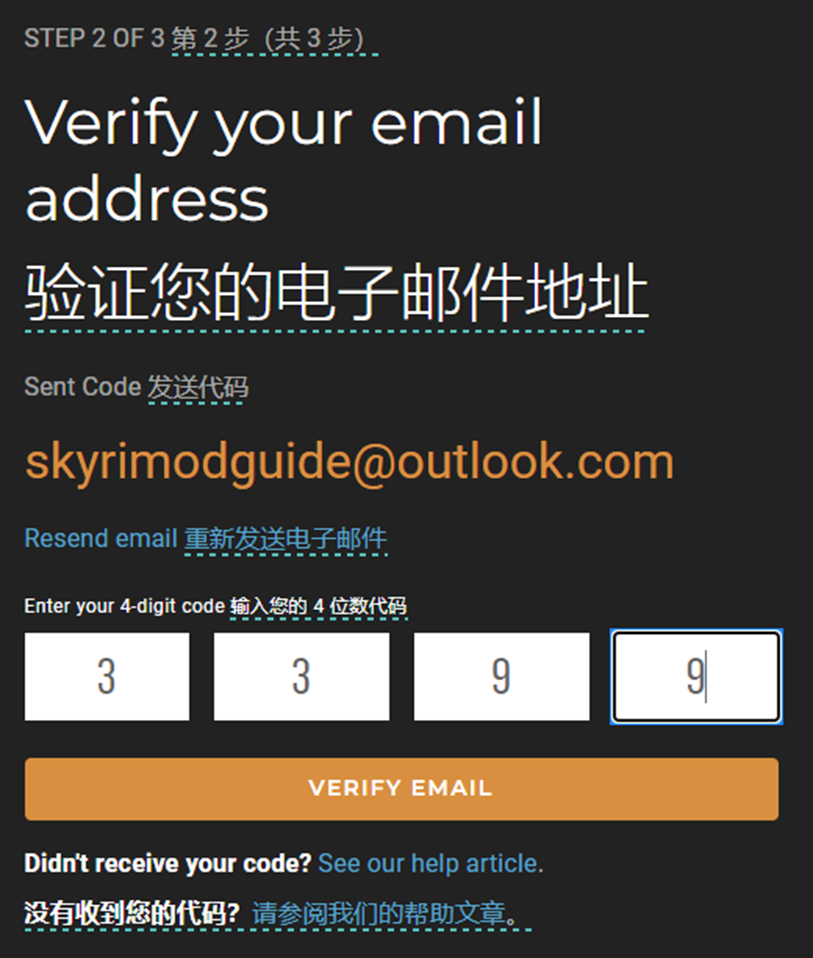 STEP 2 OF 3 第 2 步（共 3 步）
Verify your email
address
验证您的电子邮件地址
Sent Code 发送代码
skyrimodguide@outlook.com
Resend email 重新发送电子邮件
Enter your 4-digit code 输入您的 4 位数代码
3 3 9 9
VERIFY EMAIL
Didn't receive your code? See our help article.
没有收到您的代码？请参阅我们的帮助文章。